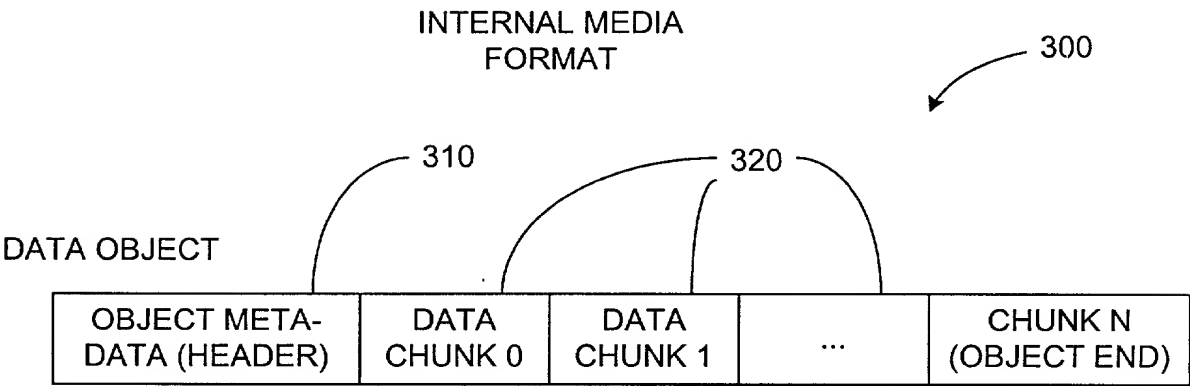 INTERNAL MEDIA
FORMAT
300
310
320
DATA OBJECT
OBJECT META-
DATA (HEADER)
DATA
CHUNK 0
DATA
CHUNK 1
...
CHUNK N
(OBJECT END)